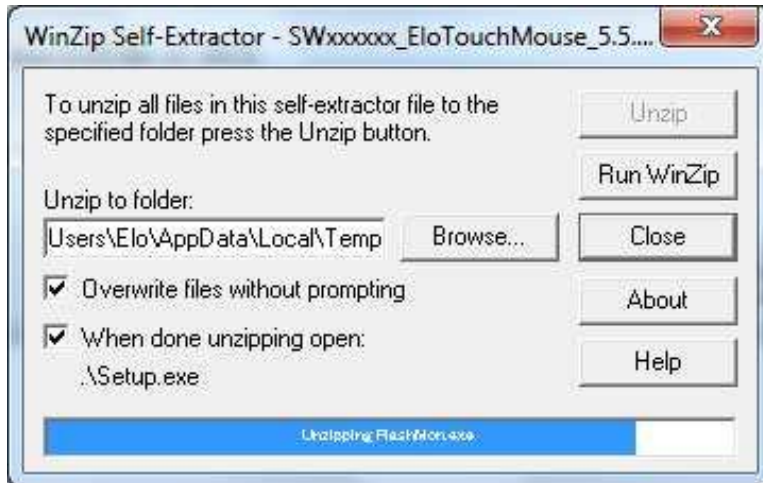 WinZip Self-Extractor - SWxxxxxx_EloTouchMouse_5.5....
To unzip all files in this self-extractor file to the
specified folder press the Unzip button.
Unzip
Run WinZip
Unzip to folder:
Users\Elo\AppData\Local\Temp
Browse...
Close
Overwrite files without prompting
About
When done unzipping open:
.\Setup.exe
Help
Unzipping FlashMon.exe